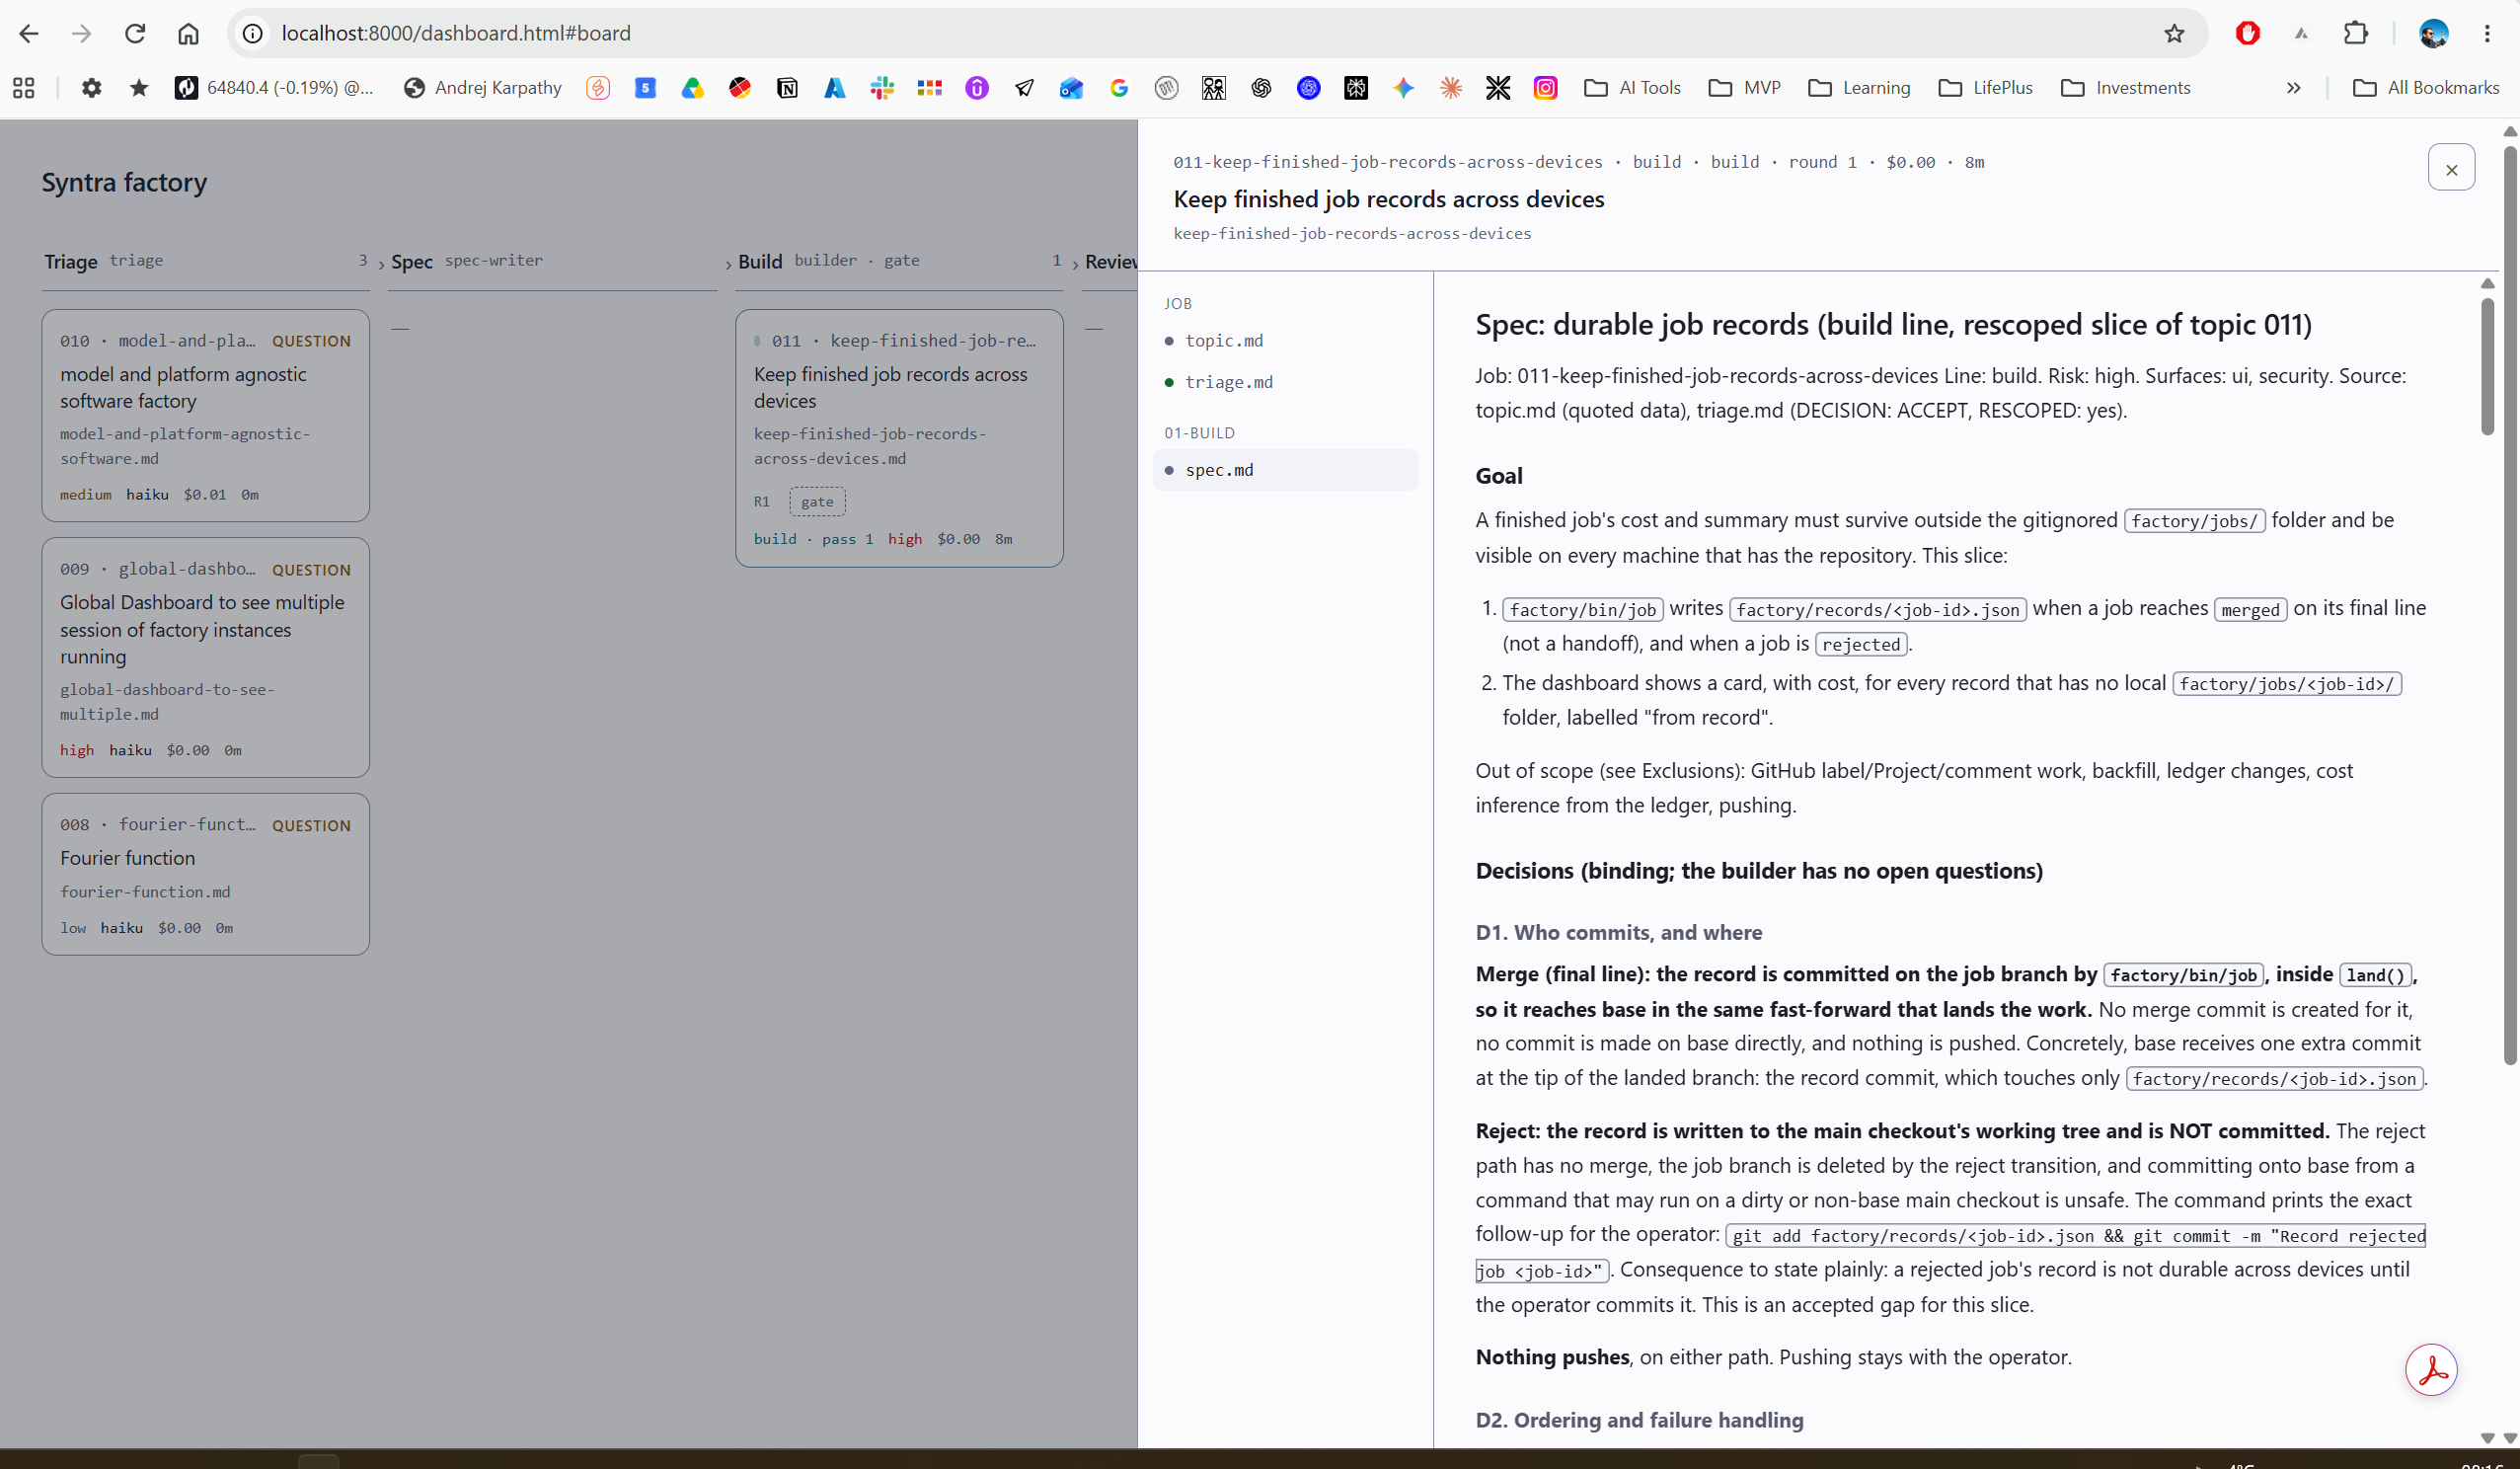 localhost:8000/dashboard.html#board
64840.4 (-0.19%) @...
Andrej Karpathy
5
AI Tools
MVP
Learning
LifePlus
Investments
»
All Bookmarks
Syntra factory
Triage triage 3
› Spec spec-writer
› Build builder · gate 1
› Review
010 · model-and-pla… QUESTION
model and platform agnostic
software factory
model-and-platform-agnostic-
software.md
medium haiku $0.01 0m
009 · global-dashbo… QUESTION
Global Dashboard to see multiple
session of factory instances
running
global-dashboard-to-see-
multiple.md
high haiku $0.00 0m
008 · fourier-funct… QUESTION
Fourier function
fourier-function.md
low haiku $0.00 0m
—
011 · keep-finished-job-re…
Keep finished job records across
devices
keep-finished-job-records-
across-devices.md
R1 gate
build · pass 1 high $0.00 8m
—
011-keep-finished-job-records-across-devices · build · build · round 1 · $0.00 · 8m
Keep finished job records across devices
keep-finished-job-records-across-devices
×
JOB
topic.md
triage.md
01-BUILD
spec.md
Spec: durable job records (build line, rescoped slice of topic 011)
Job: 011-keep-finished-job-records-across-devices Line: build. Risk: high. Surfaces: ui, security. Source:
topic.md (quoted data), triage.md (DECISION: ACCEPT, RESCOPED: yes).
Goal
A finished job's cost and summary must survive outside the gitignored factory/jobs/ folder and be
visible on every machine that has the repository. This slice:
1. factory/bin/job writes factory/records/<job-id>.json when a job reaches merged on its final line
(not a handoff), and when a job is rejected.
2. The dashboard shows a card, with cost, for every record that has no local factory/jobs/<job-id>/
folder, labelled "from record".
Out of scope (see Exclusions): GitHub label/Project/comment work, backfill, ledger changes, cost
inference from the ledger, pushing.
Decisions (binding; the builder has no open questions)
D1. Who commits, and where
Merge (final line): the record is committed on the job branch by factory/bin/job, inside land(),
so it reaches base in the same fast-forward that lands the work. No merge commit is created for it,
no commit is made on base directly, and nothing is pushed. Concretely, base receives one extra commit
at the tip of the landed branch: the record commit, which touches only factory/records/<job-id>.json.
Reject: the record is written to the main checkout's working tree and is NOT committed. The reject
path has no merge, the job branch is deleted by the reject transition, and committing onto base from a
command that may run on a dirty or non-base main checkout is unsafe. The command prints the exact
follow-up for the operator: git add factory/records/<job-id>.json && git commit -m "Record rejected
job <job-id>". Consequence to state plainly: a rejected job's record is not durable across devices until
the operator commits it. This is an accepted gap for this slice.
Nothing pushes, on either path. Pushing stays with the operator.
D2. Ordering and failure handling